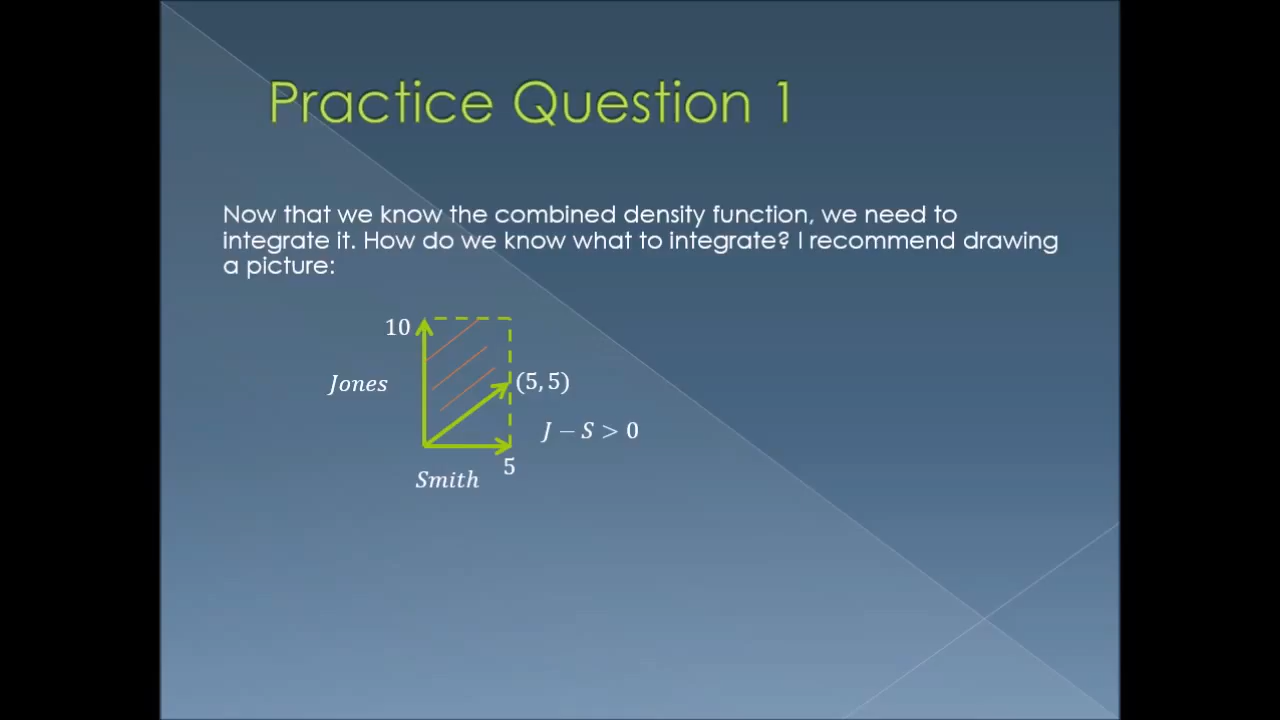 Practice Question 1
Now that we know the combined density function, we need to
integrate it. How do we know what to integrate? I recommend drawing
a picture:
10
Jones
(5, 5)
J − S > 0
5
Smith